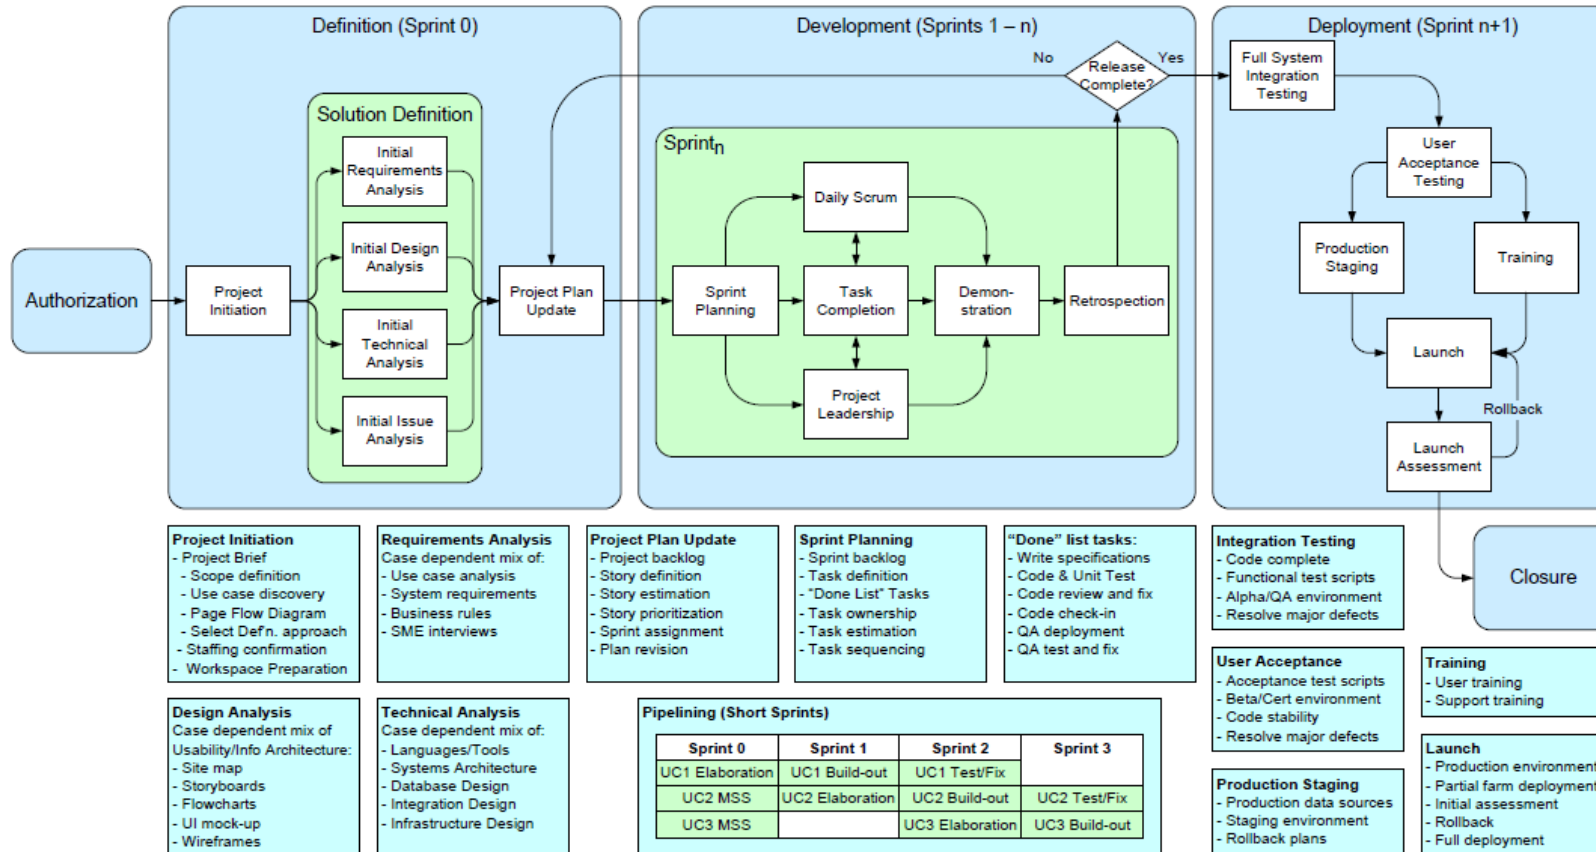 Definition (Sprint 0)
Development (Sprints 1 – n)
Deployment (Sprint n+1)
No
Yes
Release
Complete?
Full System
Integration
Testing
Solution Definition
Initial
Requirements
Analysis
Initial Design
Analysis
Initial
Technical
Analysis
Initial Issue
Analysis
Authorization
Project
Initiation
Project Plan
Update
Sprintn
Daily Scrum
Sprint
Planning
Task
Completion
Demon-
stration
Retrospection
Project
Leadership
User
Acceptance
Testing
Production
Staging
Training
Launch
Rollback
Launch
Assessment
Closure
Project Initiation
- Project Brief
- Scope definition
- Use case discovery
- Page Flow Diagram
- Select Def'n. approach
- Staffing confirmation
- Workspace Preparation
Requirements Analysis
Case dependent mix of:
- Use case analysis
- System requirements
- Business rules
- SME interviews
Project Plan Update
- Project backlog
- Story definition
- Story estimation
- Story prioritization
- Sprint assignment
- Plan revision
Sprint Planning
- Sprint backlog
- Task definition
- "Done List" Tasks
- Task ownership
- Task estimation
- Task sequencing
“Done” list tasks:
- Write specifications
- Code & Unit Test
- Code review and fix
- Code check-in
- QA deployment
- QA test and fix
Integration Testing
- Code complete
- Functional test scripts
- Alpha/QA environment
- Resolve major defects
Design Analysis
Case dependent mix of
Usability/Info Architecture:
- Site map
- Storyboards
- Flowcharts
- UI mock-up
- Wireframes
Technical Analysis
Case dependent mix of:
- Languages/Tools
- Systems Architecture
- Database Design
- Integration Design
- Infrastructure Design
Pipelining (Short Sprints)
Sprint 0 Sprint 1 Sprint 2 Sprint 3
UC1 Elaboration UC1 Build-out UC1 Test/Fix
UC2 MSS UC2 Elaboration UC2 Build-out UC2 Test/Fix
UC3 MSS UC3 Elaboration UC3 Build-out
User Acceptance
- Acceptance test scripts
- Beta/Cert environment
- Code stability
- Resolve major defects
Training
- User training
- Support training
Production Staging
- Production data sources
- Staging environment
- Rollback plans
Launch
- Production environment
- Partial farm deployment
- Initial assessment
- Rollback
- Full deployment